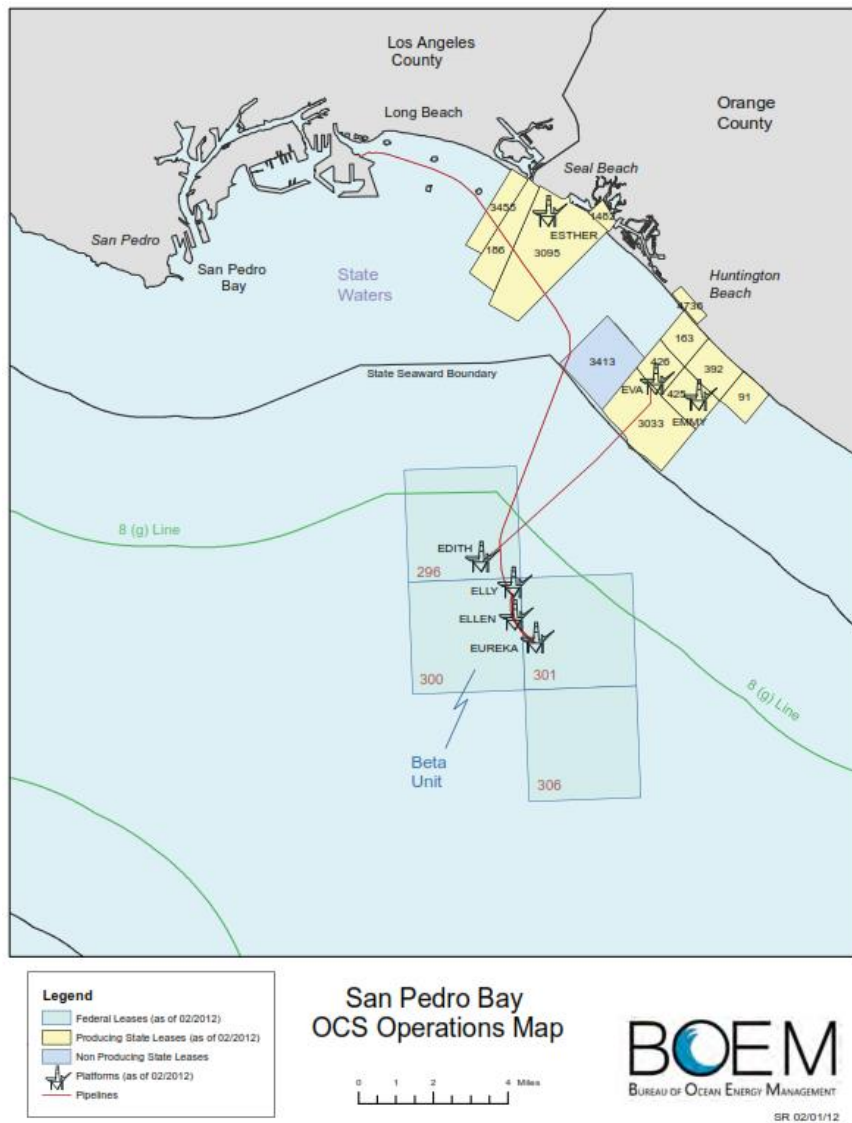 Los Angeles
County
Long Beach
Orange
County
Seal Beach
San Pedro
San Pedro
Bay
State
Waters
3455
186
3095
ESTHER
1482
Huntington
Beach
4736
163
3413
426
392
EVA
425
91
EMMY
3033
State Seaward Boundary
8 (g) Line
EDITH
296
ELLY
ELLEN
EUREKA
300
301
8 (g) Line
Beta
Unit
306
Legend
Federal Leases (as of 02/2012)
Producing State Leases (as of 02/2012)
Non Producing State Leases
Platforms (as of 02/2012)
Pipelines
San Pedro Bay
OCS Operations Map
0 1 2 4 Miles
BOEM
BUREAU OF OCEAN ENERGY MANAGEMENT
SR 02/01/12